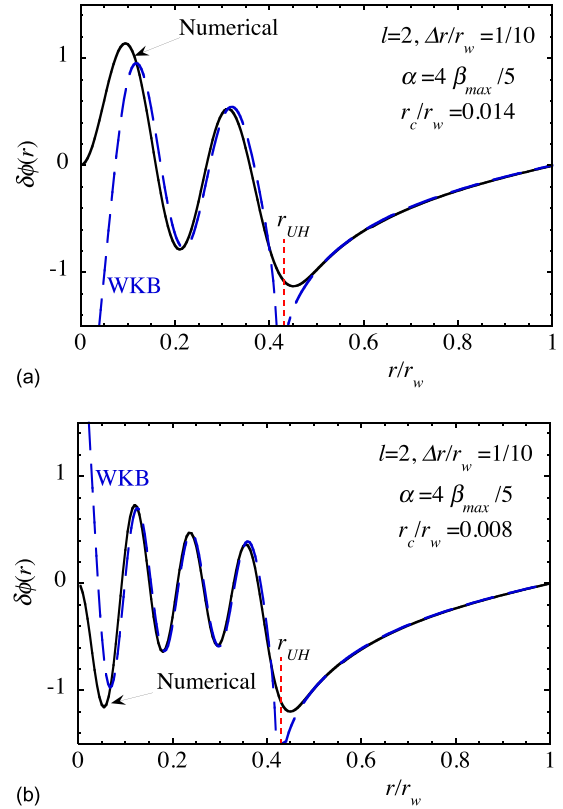 1
0
-1
δϕ(r)
Numerical
WKB
r_UH
l=2, Δr/r_w =1/10
α =4 β_max /5
r_c/r_w =0.014
0 0.2 0.4 0.6 0.8 1
r/r_w
(a)
1
0
-1
δϕ(r)
WKB
Numerical
r_UH
l=2, Δr/r_w =1/10
α =4 β_max /5
r_c/r_w =0.008
0 0.2 0.4 0.6 0.8 1
r/r_w
(b)